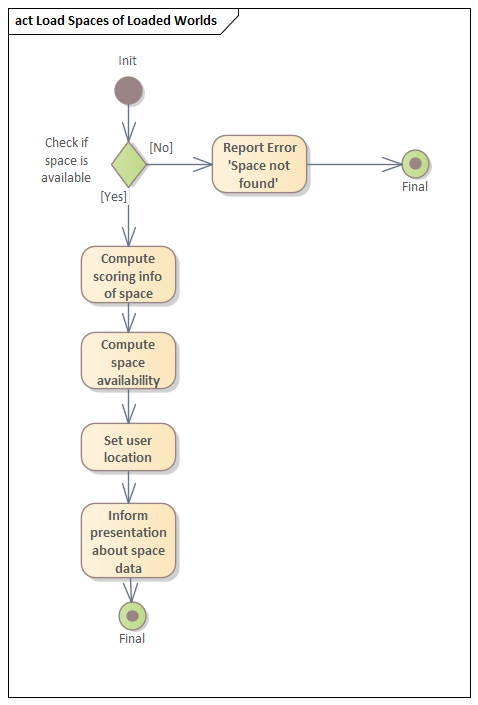 act Load Spaces of Loaded Worlds
Init
Check if
space is
available
[No]
[Yes]
Report Error
'Space not
found'
Final
Compute
scoring info
of space
Compute
space
availability
Set user
location
Inform
presentation
about space
data
Final